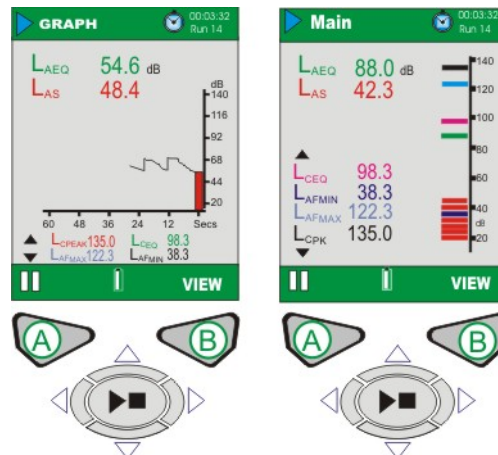 GRAPH
00:03:32
Run 14
LAEQ 54.6 dB
LAS 48.4
dB
140
116
92
68
44
20
60 48 36 24 12 Secs
LCPEAK 135.0 LCEQ 98.3
LAFMAX 122.3 LAFMIN 38.3
VIEW
A
B
Main
00:03:32
Run 14
LAEQ 88.0 dB
LAS 42.3
LCEQ 98.3
LAFMIN 38.3
LAFMAX 122.3
LCPK 135.0
140
120
100
80
60
40
dB
20
VIEW
A
B